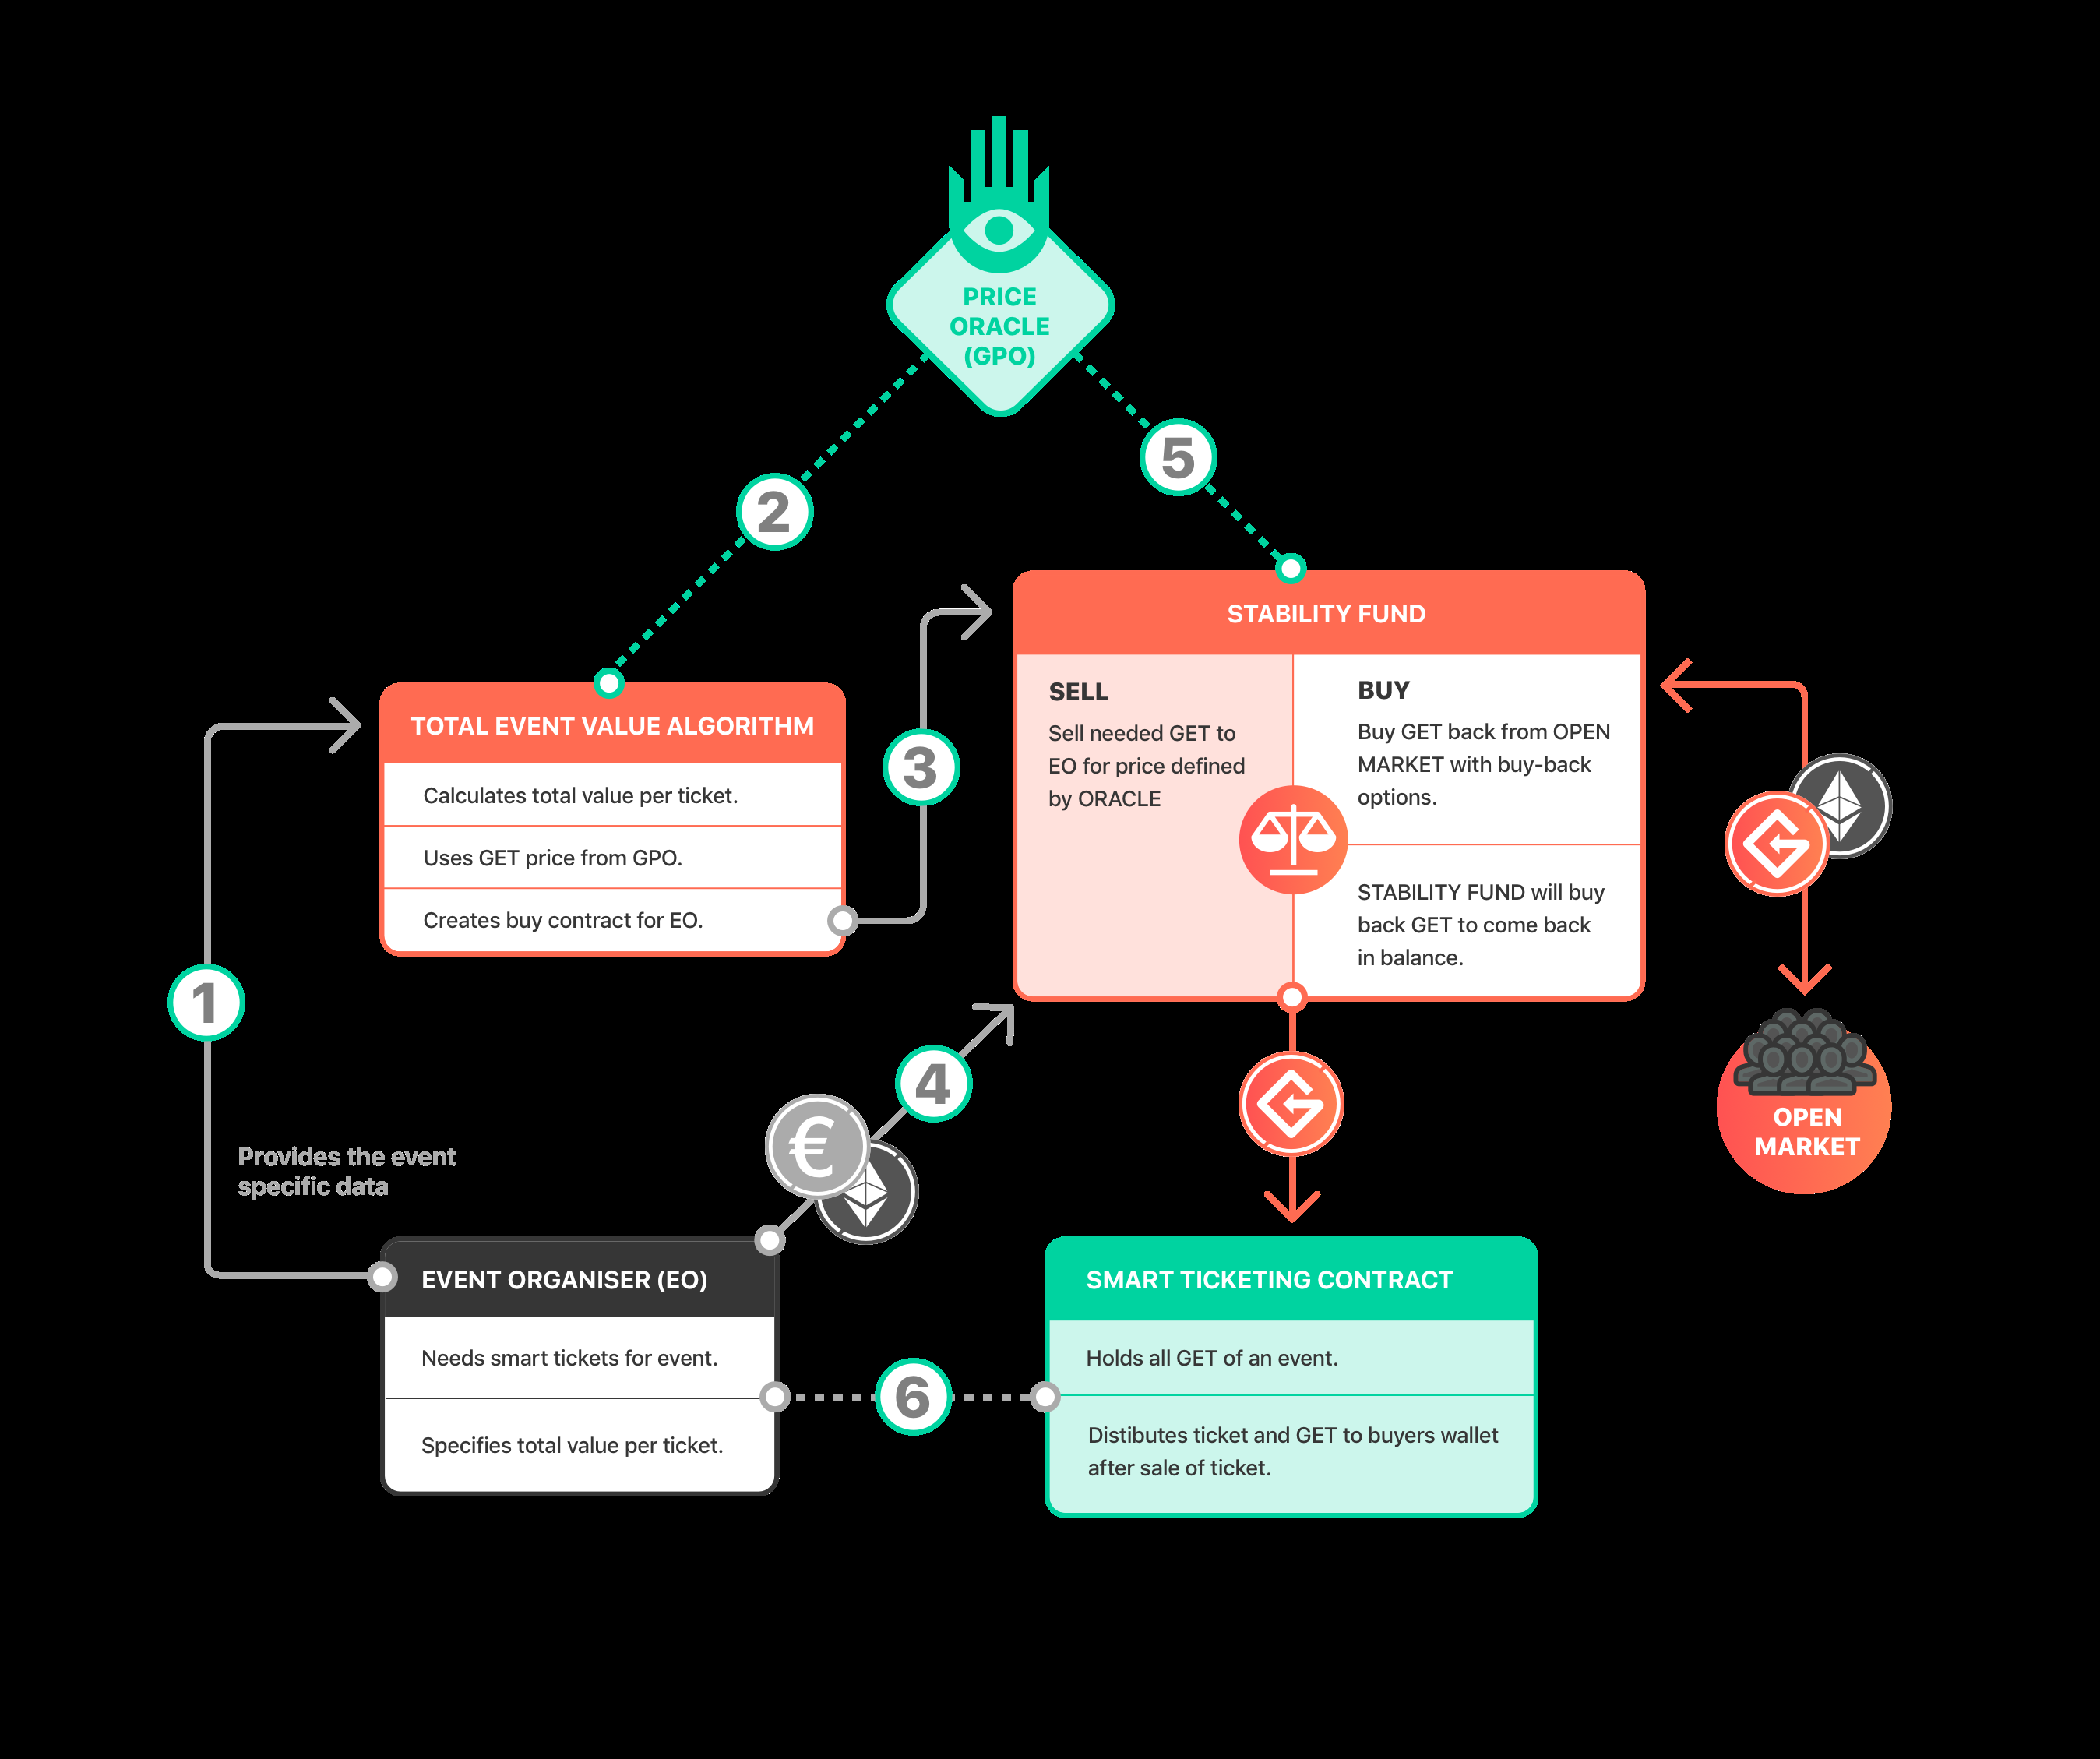 PRICE
ORACLE
(GPO)
5
2
STABILITY FUND
SELL
Sell needed GET to
EO for price defined
by ORACLE
BUY
Buy GET back from OPEN
MARKET with buy-back
options.
STABILITY FUND will buy
back GET to come back
in balance.
TOTAL EVENT VALUE ALGORITHM
Calculates total value per ticket.
Uses GET price from GPO.
Creates buy contract for EO.
3
1
4
€
OPEN
MARKET
Provides the event
specific data
EVENT ORGANISER (EO)
Needs smart tickets for event.
Specifies total value per ticket.
6
SMART TICKETING CONTRACT
Holds all GET of an event.
Distibutes ticket and GET to buyers wallet
after sale of ticket.